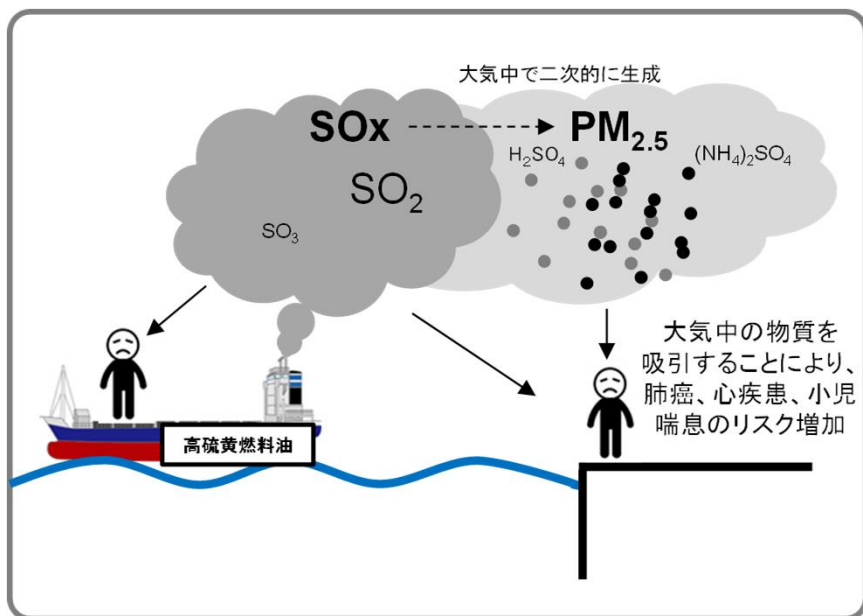 大気中で二次的に生成
SOx
PM2.5
H2SO4
(NH4)2SO4
SO2
SO3
大気中の物質を
吸引することにより、
肺癌、心疾患、小児
喘息のリスク増加
高硫黄燃料油